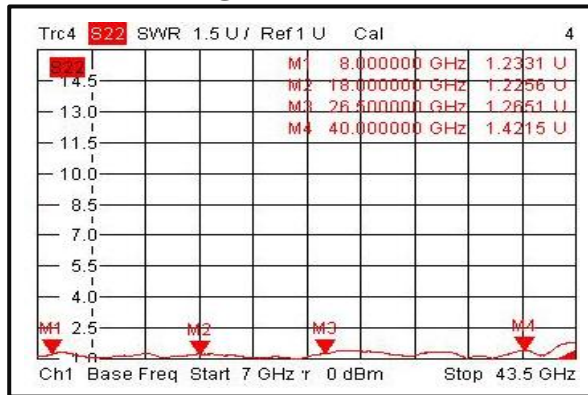 Trc4 S22 SWR 1.5 U / Ref 1 U Cal 4
S22
M1 8.000000 GHz 1.2331 U
14.5
M2 18.000000 GHz 1.2256 U
M3 26.500000 GHz 1.2651 U
13.0
M4 40.000000 GHz 1.4215 U
11.5
10.0
8.5
7.0
5.5
4.0
2.5
M1 M2 M3 M4
Ch1 Base Freq Start 7 GHz 0 dBm Stop 43.5 GHz